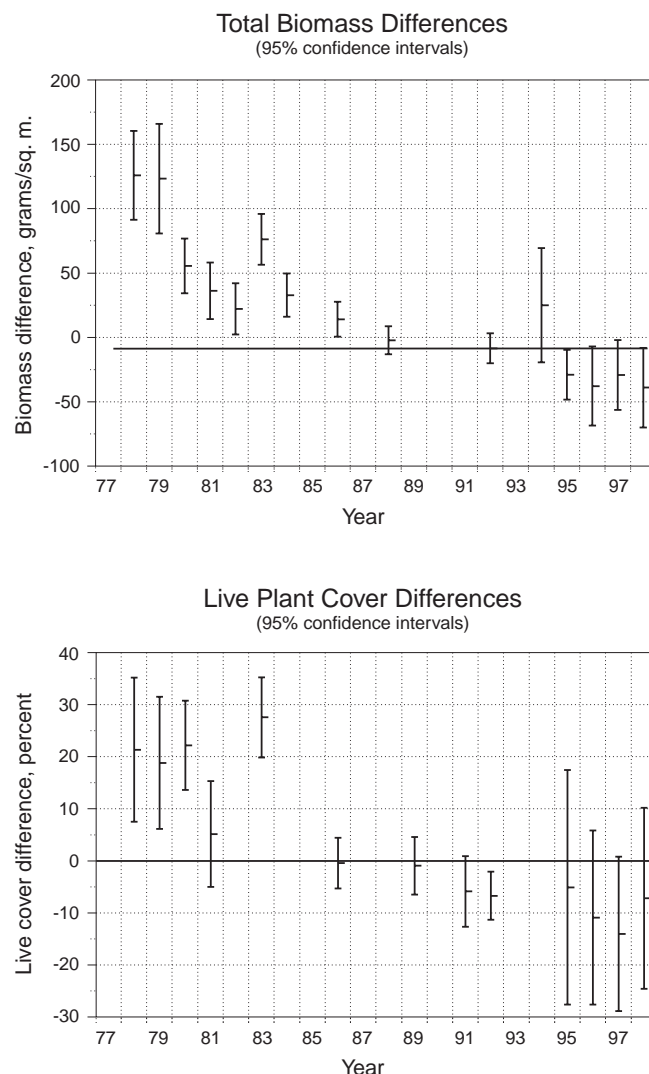 Total Biomass Differences
(95% confidence intervals)
Biomass difference, grams/sq. m.
200
150
100
50
0
-50
-100
77 79 81 83 85 87 89 91 93 95 97
Year
Live Plant Cover Differences
(95% confidence intervals)
Live cover difference, percent
40
30
20
10
0
-10
-20
-30
77 79 81 83 85 87 89 91 93 95 97
Year